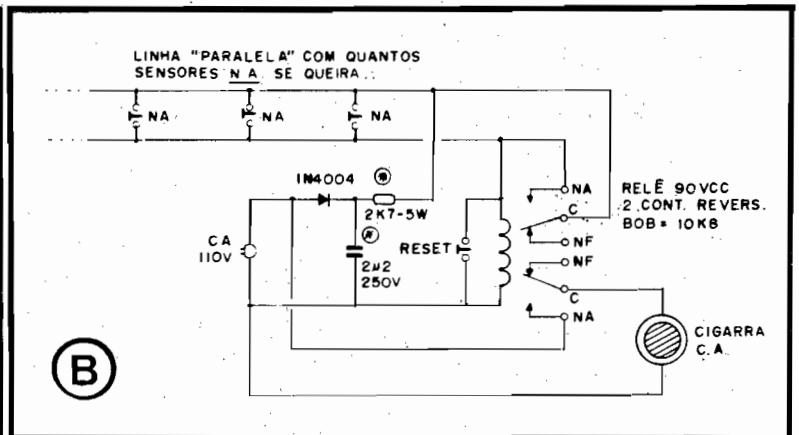 LINHA "PARALELA" COM QUANTOS
SENSORES N A SE QUEIRA..
NA
NA
NA
1N4004
2K7-5W
CA
110V
2µ2
250V
RESET
NA
C
NF
NF
C
NA
RELÊ 90VCC
2 CONT. REVERS.
BOB = 10K8
CIGARRA
C.A.
B